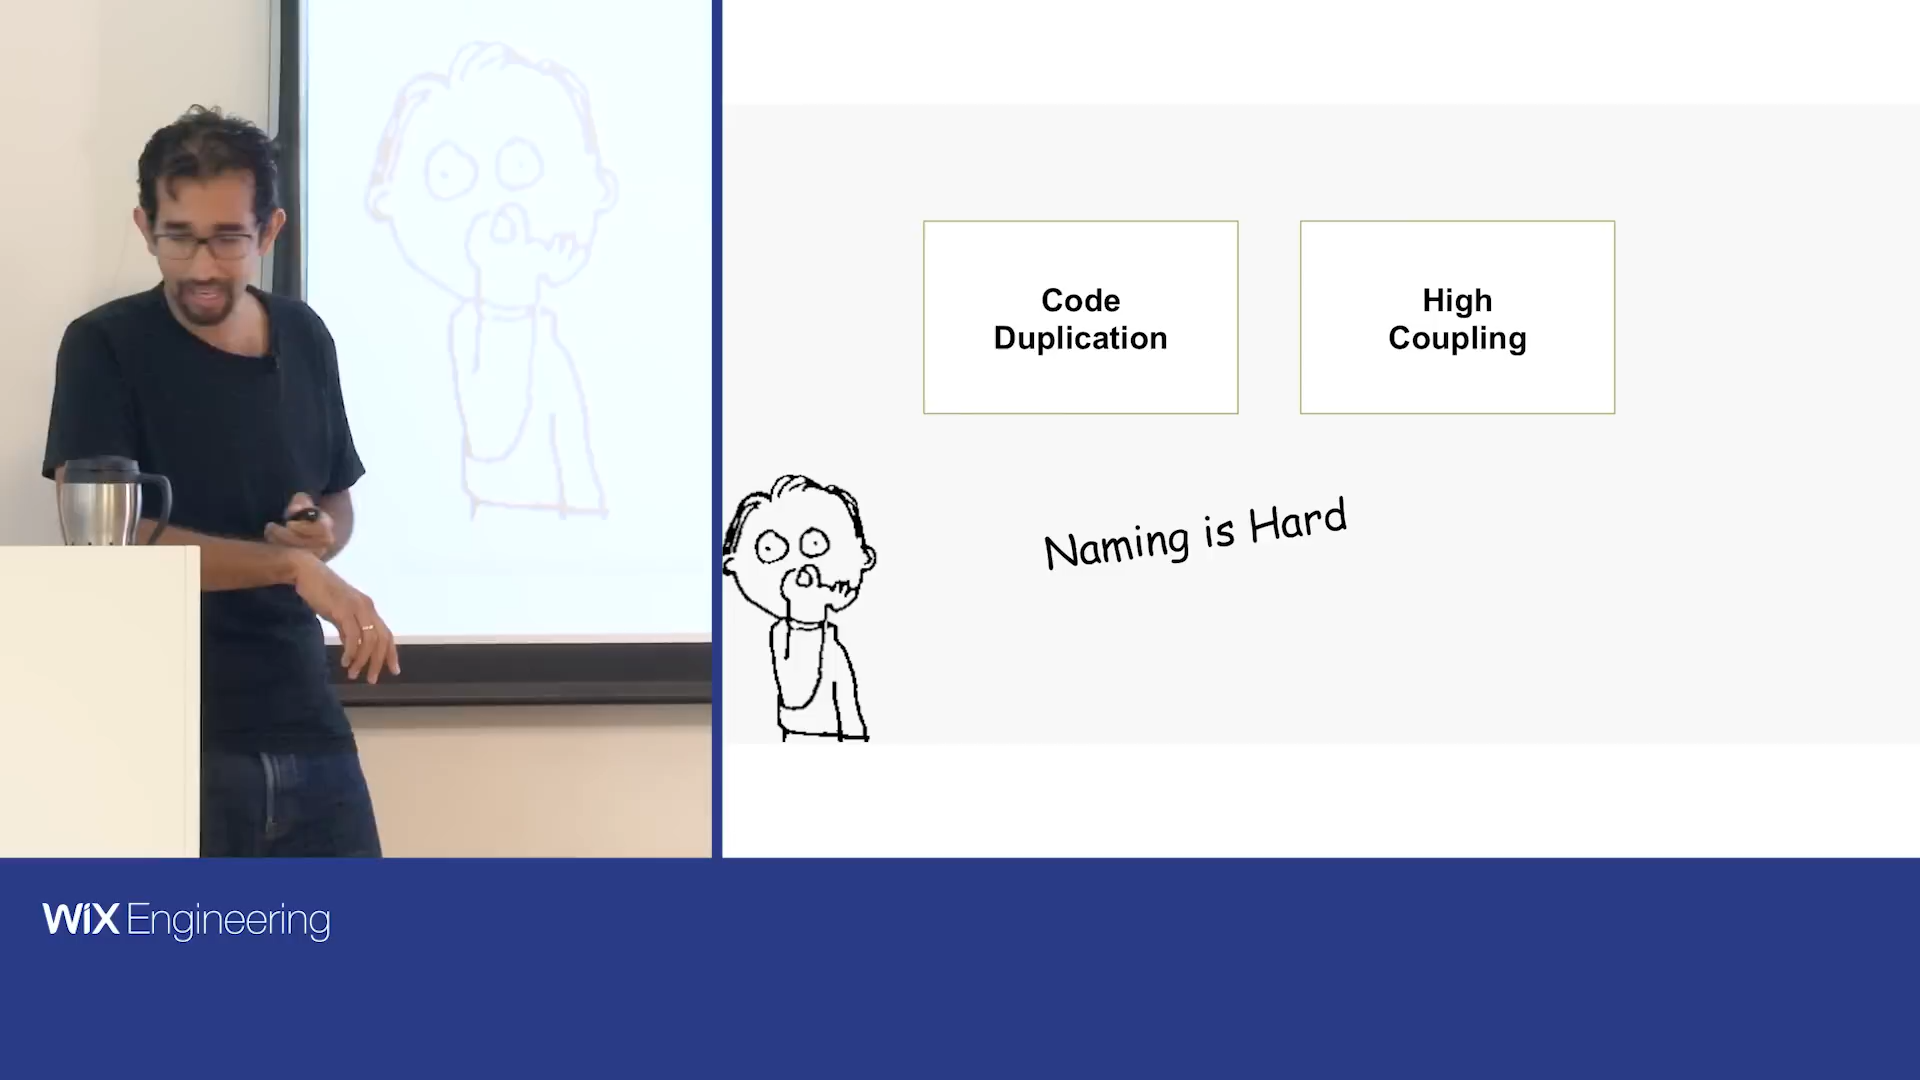 Code
Duplication
High
Coupling
Naming is Hard
WiX Engineering